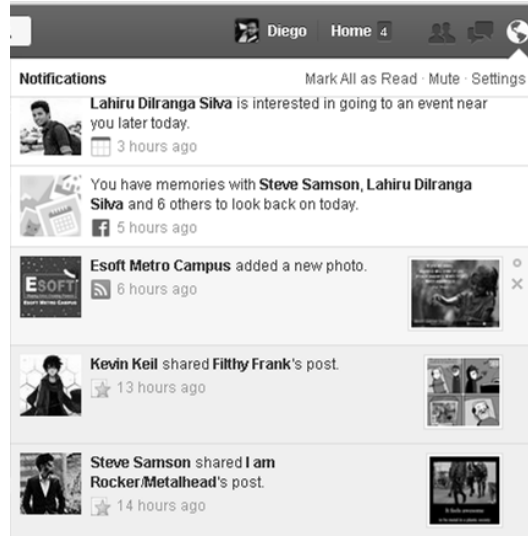 Diego Home 4
Notifications Mark All as Read · Mute · Settings
Lahiru Dilranga Silva is interested in going to an event near
you later today.
3 hours ago
You have memories with Steve Samson, Lahiru Dilranga
Silva and 6 others to look back on today.
5 hours ago
ESOFT
ESOFT METRO CAMPUS
Esoft Metro Campus added a new photo.
6 hours ago
Kevin Keil shared Filthy Frank's post.
13 hours ago
Steve Samson shared I am
Rocker/Metalhead's post.
14 hours ago
It feels awesome